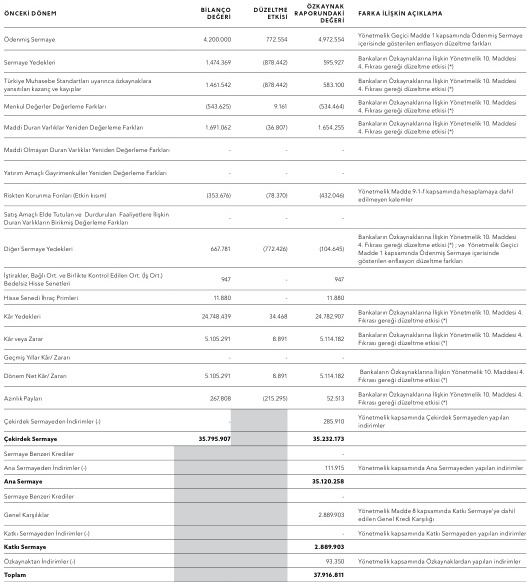 ÖNCEKİ DÖNEM BİLANÇO DEĞERİ DÜZELTME ETKİSİ ÖZKAYNAK RAPORUNDAKİ DEĞERİ FARKA İLİŞKİN AÇIKLAMA
Ödenmiş Sermaye 4.200.000 772.554 4.972.554 Yönetmelik Geçici Madde 1 kapsamında Ödenmiş Sermaye
içerisinde gösterilen enflasyon düzeltme farkları
Sermaye Yedekleri 1.474.369 (878.442) 595.927 Bankaların Özkaynaklarına İlişkin Yönetmelik 10. Maddesi
4. Fıkrası gereği düzeltme etkisi (*)
Türkiye Muhasebe Standartları uyarınca özkaynaklara
yansıtılan kazanç ve kayıplar 1.461.542 (878.442) 583.100 Bankaların Özkaynaklarına İlişkin Yönetmelik 10. Maddesi
4. Fıkrası gereği düzeltme etkisi (*)
Menkul Değerler Değerleme Farkları (543.625) 9.161 (534.464) Bankaların Özkaynaklarına İlişkin Yönetmelik 10. Maddesi
4. Fıkrası gereği düzeltme etkisi (*)
Maddi Duran Varlıklar Yeniden Değerleme Farkları 1.691.062 (36.807) 1.654.255 Bankaların Özkaynaklarına İlişkin Yönetmelik 10. Maddesi
4. Fıkrası gereği düzeltme etkisi (*)
Maddi Olmayan Duran Varlıklar Yeniden Değerleme Farkları - - -
Yatırım Amaçlı Gayrimenkuller Yeniden Değerleme Farkları - - -
Riskten Korunma Fonları (Etkin kısım) (353.676) (78.370) (432.046) Yönetmelik Madde 9-1-f kapsamında hesaplamaya dahil
edilmeyen kalemler
Satış Amaçlı Elde Tutulan ve Durdurulan Faaliyetlere İlişkin
Duran Varlıkların Birikmiş Değerleme Farkları - - -
Diğer Sermaye Yedekleri 667.781 (772.426) (104.645) Bankaların Özkaynaklarına İlişkin Yönetmelik 10. Maddesi
4. Fıkrası gereği düzeltme etkisi (*) ; ve Yönetmelik Geçici
Madde 1 kapsamında Ödenmiş Sermaye içerisinde
gösterilen enflasyon düzeltme farkları
İştirakler, Bağlı Ort. ve Birlikte Kontrol Edilen Ort. (İş Ort.)
Bedelsiz Hisse Senetleri 947 - 947
Hisse Senedi İhraç Primleri 11.880 - 11.880
Kâr Yedekleri 24.748.439 34.468 24.782.907 Bankaların Özkaynaklarına İlişkin Yönetmelik 10. Maddesi 4.
Fıkrası gereği düzeltme etkisi (*)
Kâr veya Zarar 5.105.291 8.891 5.114.182 Bankaların Özkaynaklarına İlişkin Yönetmelik 10. Maddesi
4. Fıkrası gereği düzeltme etkisi (*)
Geçmiş Yıllar Kâr/ Zararı - - -
Dönem Net Kâr/ Zararı 5.105.291 8.891 5.114.182 Bankaların Özkaynaklarına İlişkin Yönetmelik 10. Maddesi 4.
Fıkrası gereği düzeltme etkisi (*)
Azınlık Payları 267.808 (215.295) 52.513 Bankaların Özkaynaklarına İlişkin Yönetmelik 10. Maddesi 4.
Fıkrası gereği düzeltme etkisi (*)
Çekirdek Sermayeden İndirimler (-) - 285.910 Yönetmelik kapsamında Çekirdek Sermayeden yapılan
indirimler
Çekirdek Sermaye 35.795.907 35.232.173
Sermaye Benzeri Krediler -
Ana Sermayeden İndirimler (-) 111.915 Yönetmelik kapsamında Ana Sermayeden yapılan indirimler
Ana Sermaye 35.120.258
Sermaye Benzeri Krediler -
Genel Karşılıklar 2.889.903 Yönetmelik Madde 8 kapsamında Katkı Sermaye'ye dahil
edilen Genel Kredi Karşılığı
Katkı Sermayeden İndirimler (-) - Yönetmelik kapsamında Katkı Sermayeden yapılan indirimler
Katkı Sermaye 2.889.903
Özkaynaktan İndirimler (-) 93.350 Yönetmelik kapsamında Özkaynaklardan yapılan indirimler
Toplam 37.916.811